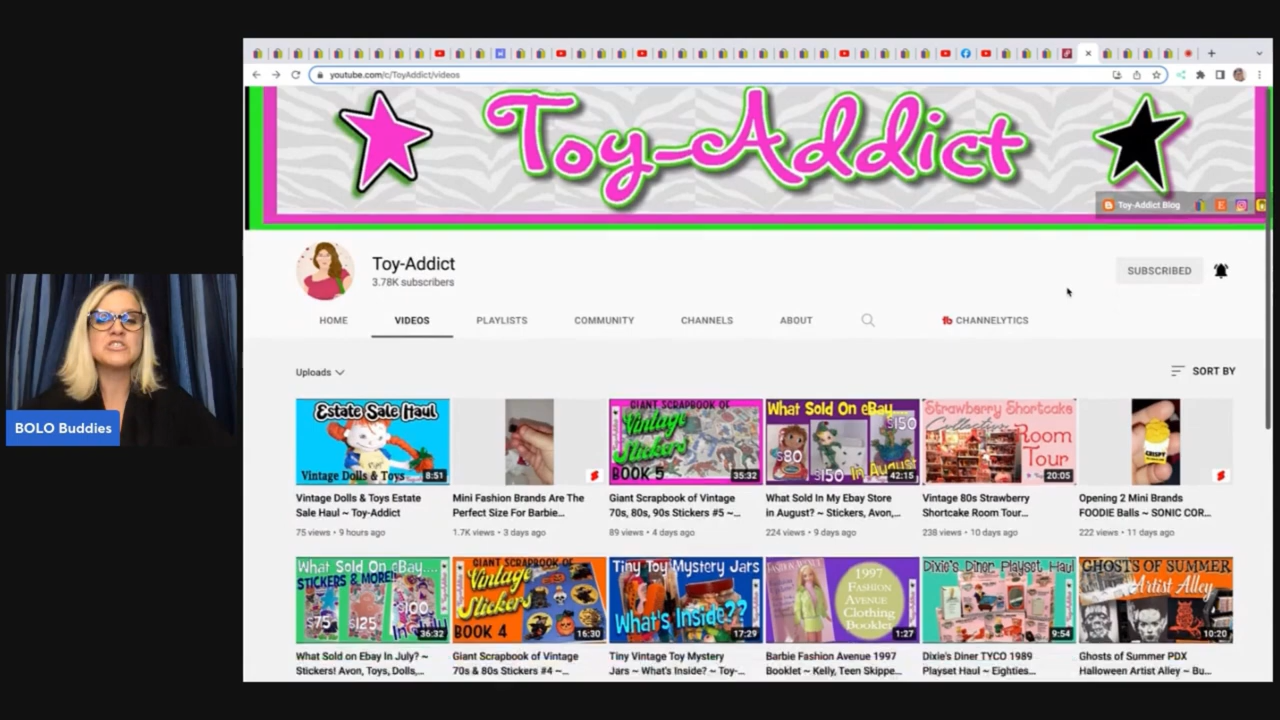 youtube.com/c/ToyAddict/videos
Toy-Addict
Toy-Addict Blog
Toy-Addict
3.78K subscribers
SUBSCRIBED
HOME
VIDEOS
PLAYLISTS
COMMUNITY
CHANNELS
ABOUT
CHANNELYTICS
Uploads
SORT BY
Estate Sale Haul
Vintage Dolls & Toys
8:51
GIANT SCRAPBOOK OF
Vintage
Stickers
BOOK 5
35:32
What Sold On eBay....
$150
$80
$150
In August
42:15
Strawberry Shortcake
Collective
Room
Tour
20:05
CRISPY
Vintage Dolls & Toys Estate
Sale Haul ~ Toy-Addict
75 views • 9 hours ago
Mini Fashion Brands Are The
Perfect Size For Barbie...
1.7K views • 3 days ago
Giant Scrapbook of Vintage
70s, 80s, 90s Stickers #5 ~...
89 views • 4 days ago
What Sold In My Ebay Store
in August? ~ Stickers, Avon,...
224 views • 9 days ago
Vintage 80s Strawberry
Shortcake Room Tour...
238 views • 10 days ago
Opening 2 Mini Brands
FOODIE Balls ~ SONIC COR...
222 views • 11 days ago
BOLO Buddies
What Sold On eBay....
STICKERS & MORE!!
$100
$75
$125
In July
36:32
GIANT SCRAPBOOK OF
Vintage
Stickers
BOOK 4
16:30
Tiny Toy Mystery Jars
What's Inside??
17:29
1997
FASHION
AVENUE
Clothing
Booklet
1:27
Dixie's Diner Playset Haul
9:54
GHOSTS OF SUMMER
Artist Alley
10:20
What Sold on Ebay In July? ~
Stickers! Avon, Toys, Dolls,...
Giant Scrapbook of Vintage
70s & 80s Stickers #4 ~...
Tiny Vintage Toy Mystery
Jars ~ What's Inside? ~ Toy-...
Barbie Fashion Avenue 1997
Booklet ~ Kelly, Teen Skippe...
Dixie's Diner TYCO 1989
Playset Haul ~ Eighties...
Ghosts of Summer PDX
Halloween Artist Alley ~ Bu...